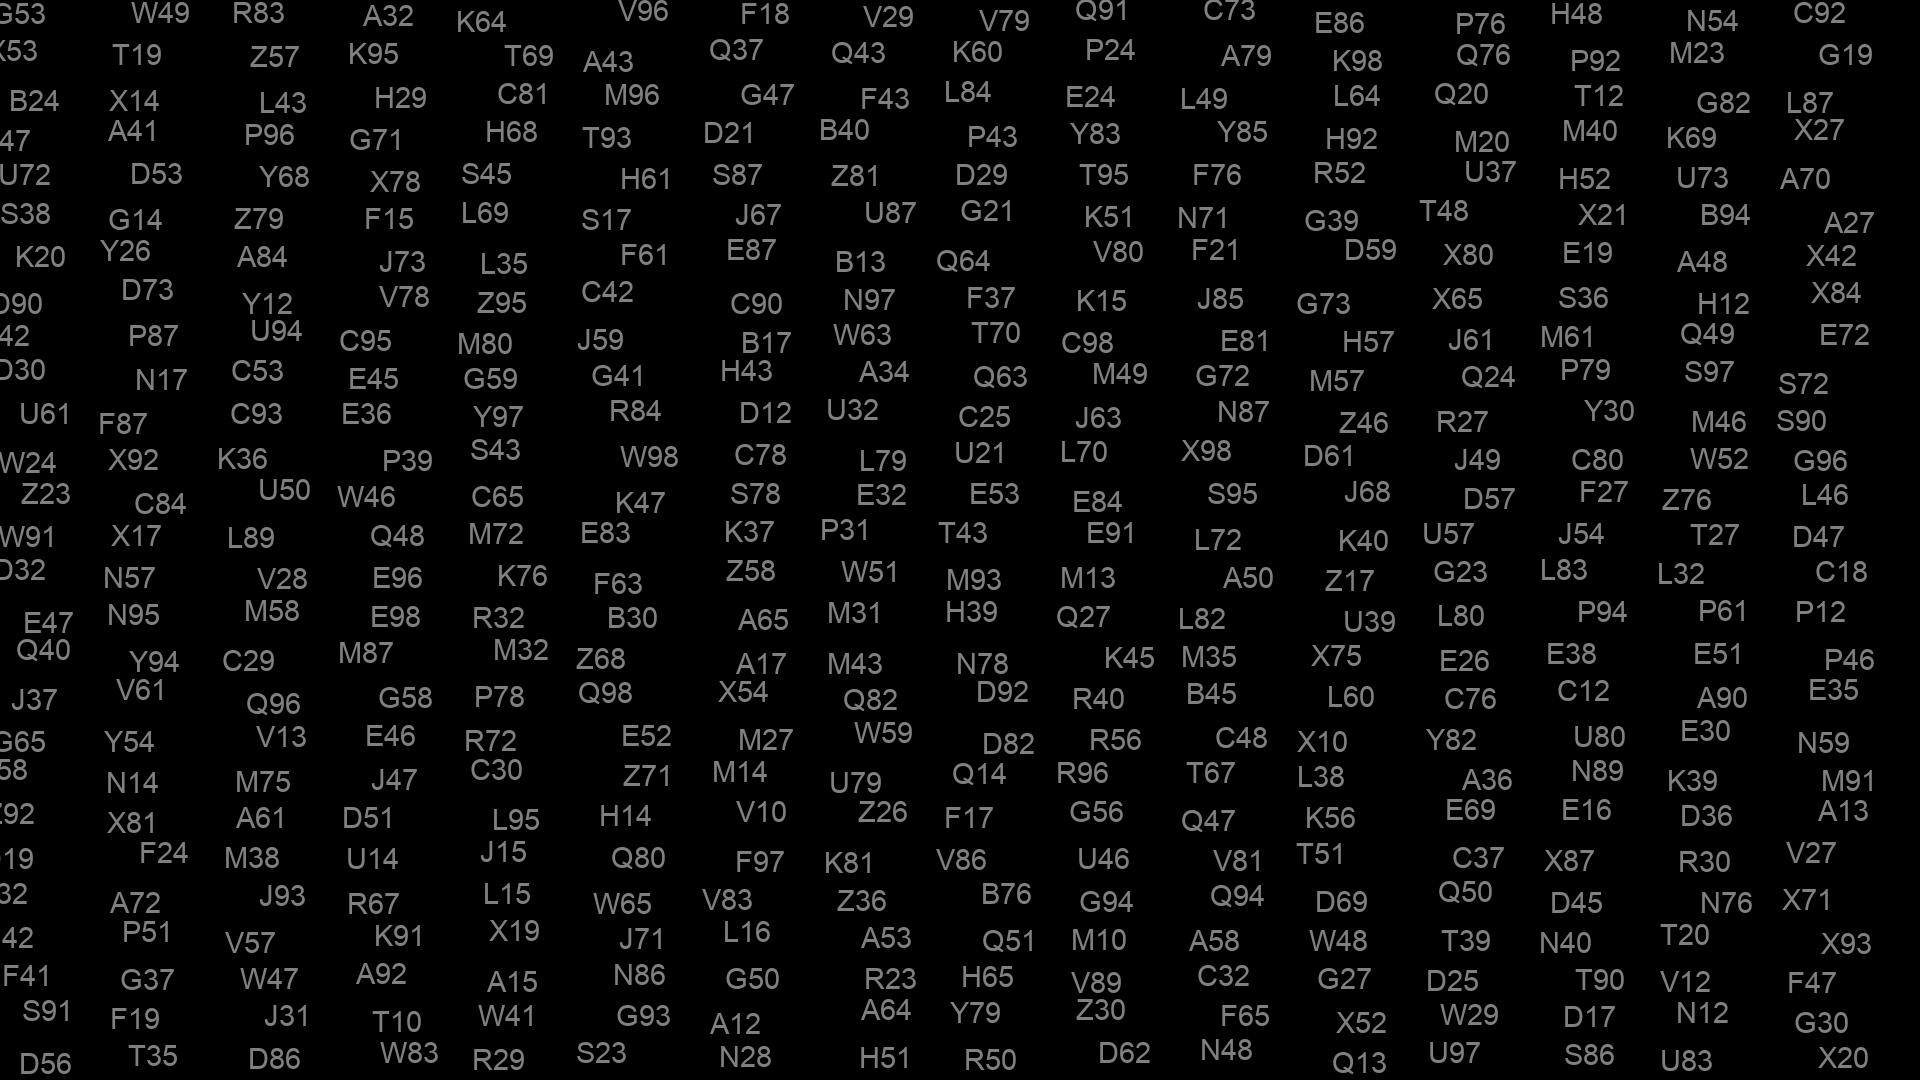 G53 W49 R83 A32 K64 V96 F18 V29 V79 Q91 C73 E86 P76 H48 N54 C92
X53 T19 Z57 K95 T69 A43 Q37 Q43 K60 P24 A79 K98 Q76 P92 M23 G19
B24 X14 L43 H29 C81 M96 G47 F43 L84 E24 L49 L64 Q20 T12 G82 L87
47 A41 P96 G71 H68 T93 D21 B40 P43 Y83 Y85 H92 M20 M40 K69 X27
U72 D53 Y68 X78 S45 H61 S87 Z81 D29 T95 F76 R52 U37 H52 U73 A70
S38 G14 Z79 F15 L69 S17 J67 U87 G21 K51 N71 G39 T48 X21 B94 A27
K20 Y26 A84 J73 L35 F61 E87 B13 Q64 V80 F21 D59 X80 E19 A48 X42
D90 D73 Y12 V78 Z95 C42 C90 N97 F37 K15 J85 G73 X65 S36 H12 X84
42 P87 U94 C95 M80 J59 B17 W63 T70 C98 E81 H57 J61 M61 Q49 E72
D30 N17 C53 E45 G59 G41 H43 A34 Q63 M49 G72 M57 Q24 P79 S97 S72
U61 F87 C93 E36 Y97 R84 D12 U32 C25 J63 N87 Z46 R27 Y30 M46 S90
W24 X92 K36 P39 S43 W98 C78 L79 U21 L70 X98 D61 J49 C80 W52 G96
Z23 C84 U50 W46 C65 K47 S78 E32 E53 E84 S95 J68 D57 F27 Z76 L46
W91 X17 L89 Q48 M72 E83 K37 P31 T43 E91 L72 K40 U57 J54 T27 D47
D32 N57 V28 E96 K76 F63 Z58 W51 M93 M13 A50 Z17 G23 L83 L32 C18
E47 N95 M58 E98 R32 B30 A65 M31 H39 Q27 L82 U39 L80 P94 P61 P12
Q40 Y94 C29 M87 M32 Z68 A17 M43 N78 K45 M35 X75 E26 E38 E51 P46
J37 V61 Q96 G58 P78 Q98 X54 Q82 D92 R40 B45 L60 C76 C12 A90 E35
G65 Y54 V13 E46 R72 E52 M27 W59 D82 R56 C48 X10 Y82 U80 E30 N59
58 N14 M75 J47 C30 Z71 M14 U79 Q14 R96 T67 L38 A36 N89 K39 M91
Z92 X81 A61 D51 L95 H14 V10 Z26 F17 G56 Q47 K56 E69 E16 D36 A13
19 F24 M38 U14 J15 Q80 F97 K81 V86 U46 V81 T51 C37 X87 R30 V27
32 A72 J93 R67 L15 W65 V83 Z36 B76 G94 Q94 D69 Q50 D45 N76 X71
42 P51 V57 K91 X19 J71 L16 A53 Q51 M10 A58 W48 T39 N40 T20 X93
F41 G37 W47 A92 A15 N86 G50 R23 H65 V89 C32 G27 D25 T90 V12 F47
S91 F19 J31 T10 W41 G93 A12 A64 Y79 Z30 F65 X52 W29 D17 N12 G30
D56 T35 D86 W83 R29 S23 N28 H51 R50 D62 N48 Q13 U97 S86 U83 X20